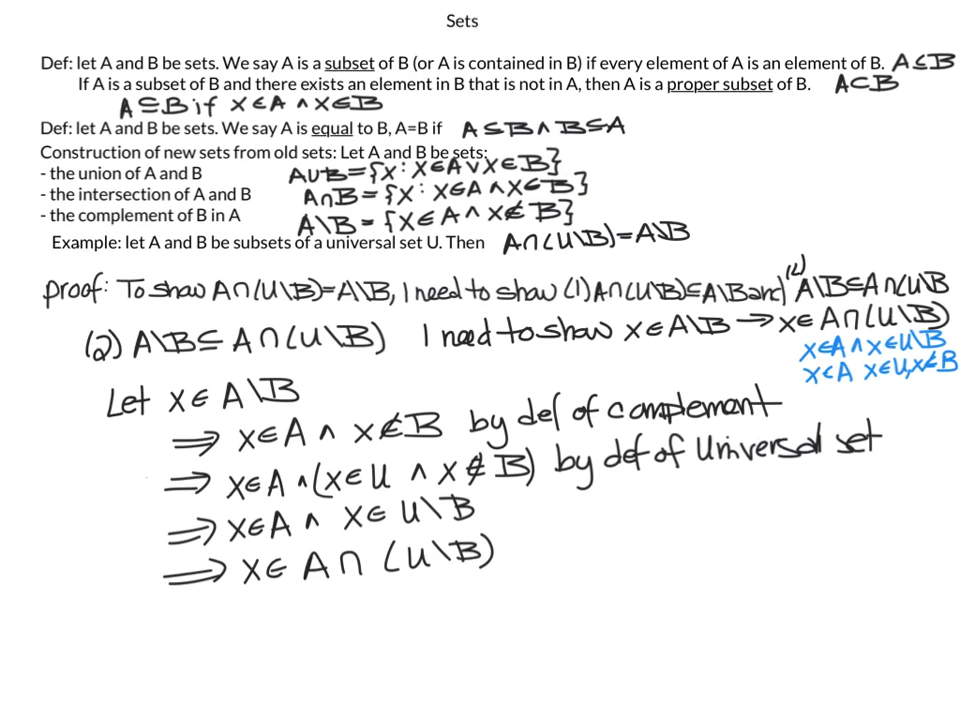 Sets
Def: let A and B be sets. We say A is a subset of B (or A is contained in B) if every element of A is an element of B. A⊆B
If A is a subset of B and there exists an element in B that is not in A, then A is a proper subset of B. A⊂B
A⊆B if x∈A ∧ x∈B
Def: let A and B be sets. We say A is equal to B, A=B if A⊆B ∧ B⊆A
Construction of new sets from old sets: Let A and B be sets:
- the union of A and B A∪B={x: x∈A ∨ x∈B}
- the intersection of A and B A∩B={x: x∈A ∧ x∈B}
- the complement of B in A A\B={x∈A ∧ x∉B}
Example: let A and B be subsets of a universal set U. Then A∩(U\B)=A\B
proof: To show A∩(U\B)=A\B, I need to show (1) A∩(U\B)⊆A\B and (2) A\B⊆A∩(U\B
(2) A\B⊆ A∩(U\B) I need to show x∈A\B → x∈A∩(U\B)
x∈A ∧ x∈U\B
x∈A x∈U, x∉B
Let x∈ A\B
⟹ x∈A ∧ x∉B by def of complement
⟹ x∈A ∧(x∈U ∧ x∉B) by def of Universal set
⟹ x∈A ∧ x∈ U\B
⟹ x∈ A∩ (U\B)